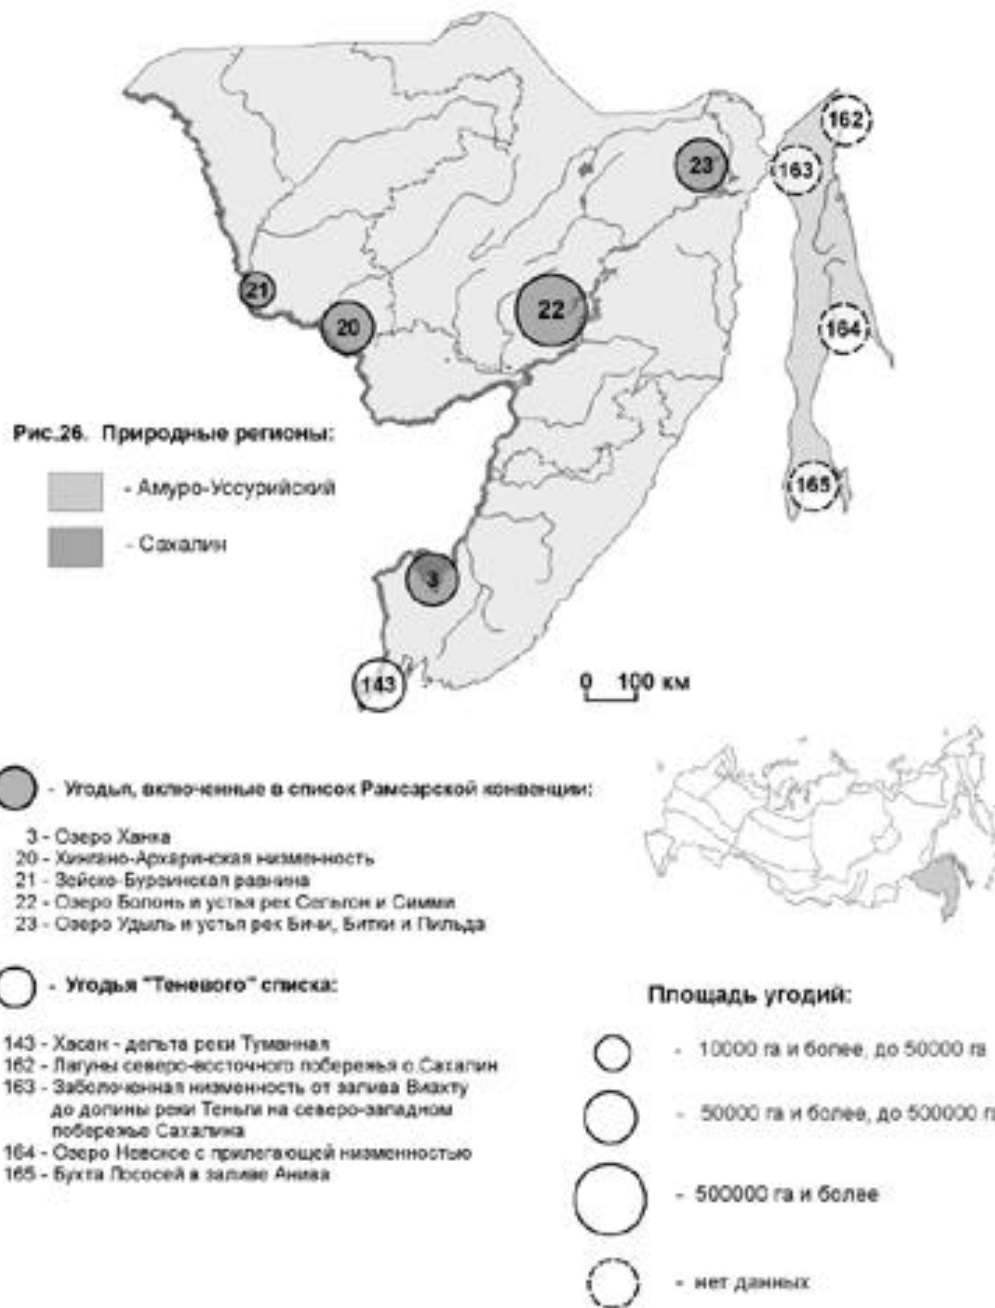 162
23
163
21
20
22
164
Рис.26. Природные регионы:
- Амуро-Уссурийский
165
- Сахалин
3
143
0 100 км
- Угодья, включенные в список Рамсарской конвенции:
3 - Озеро Ханка
20 - Хингано-Архаринская низменность
21 - Зейско-Буреинская равнина
22 - Озеро Болонь и устья рек Сельгон и Симми
23 - Озеро Удыль и устья рек Бичи, Битки и Пильда
- Угодья "Теневого" списка:
143 - Хасан - дельта реки Туманная
162 - Лагуны северо-восточного побережья о.Сахалин
163 - Заболоченная низменность от залива Виахту
до долины реки Теньги на северо-западном
побережье Сахалина
164 - Озеро Невское с прилегающей низменностью
165 - Бухта Лососей в заливе Анива
Площадь угодий:
- 10000 га и более, до 50000 га
- 50000 га и более, до 500000 га
- 500000 га и более
- нет данных